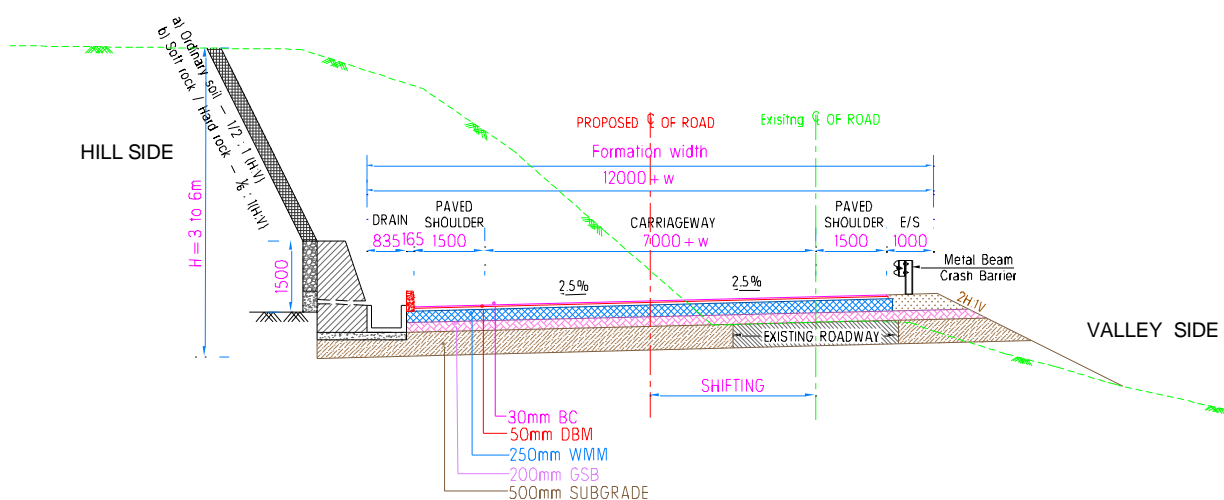 a) Ordinary soil - 1/2 : 1 (H:V)
b) Soft rock / Hard rock - 1/6 : 1(H:V)
HILL SIDE
H = 3 to 6m
1500
PROPOSED ℄ OF ROAD
Exisitng ℄ OF ROAD
Formation width
12000 + w
DRAIN
835
165
PAVED
SHOULDER
1500
CARRIAGEWAY
7000 + w
PAVED
SHOULDER
1500
E/S
1000
Metal Beam
Crash Barrier
2.5%
2.5%
2H:1V
VALLEY SIDE
EXISTING ROADWAY
SHIFTING
30mm BC
50mm DBM
250mm WMM
200mm GSB
500mm SUBGRADE